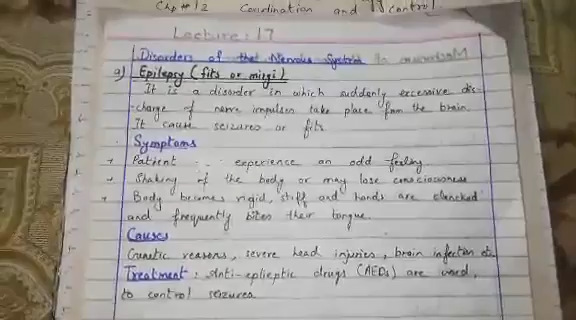 Chp # 12 Coordination and control
Lecture : 17
Disorders of the Nervous System
a) Epilepsy (fits or mirgi)
It is a disorder in which suddenly excessive dis-
charge of nerve impulses take place from the brain.
It cause seizures or fits
Symptoms
Patient experience an odd feeling
Shaking of the body or may lose consciousness
Body becomes rigid, stiff and hands are clenched
and frequently bites their tongue.
Causes
Genetic reasons, severe head injuries, brain infection etc.
Treatment : Anti-epileptic drugs (AEDs) are used,
to control seizures.